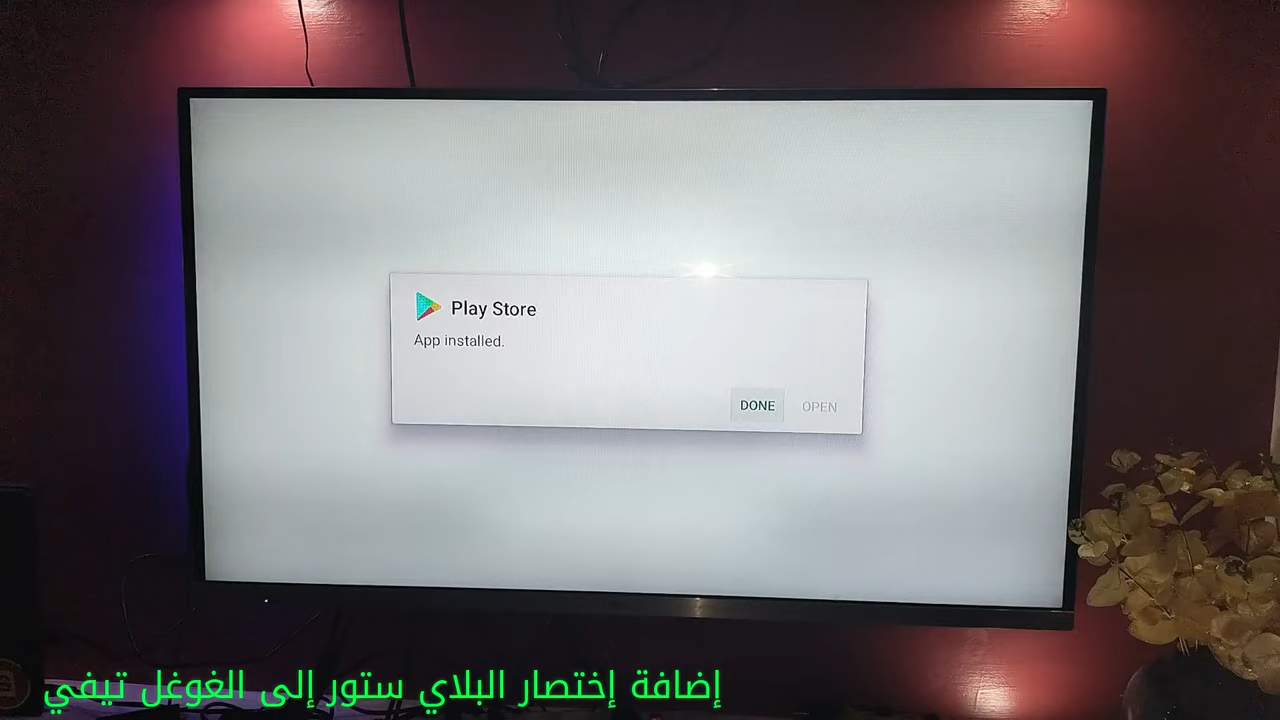 Play Store
App installed.
DONE OPEN
إضافة إختصار البلاي ستور إلى الغوغل تيفي